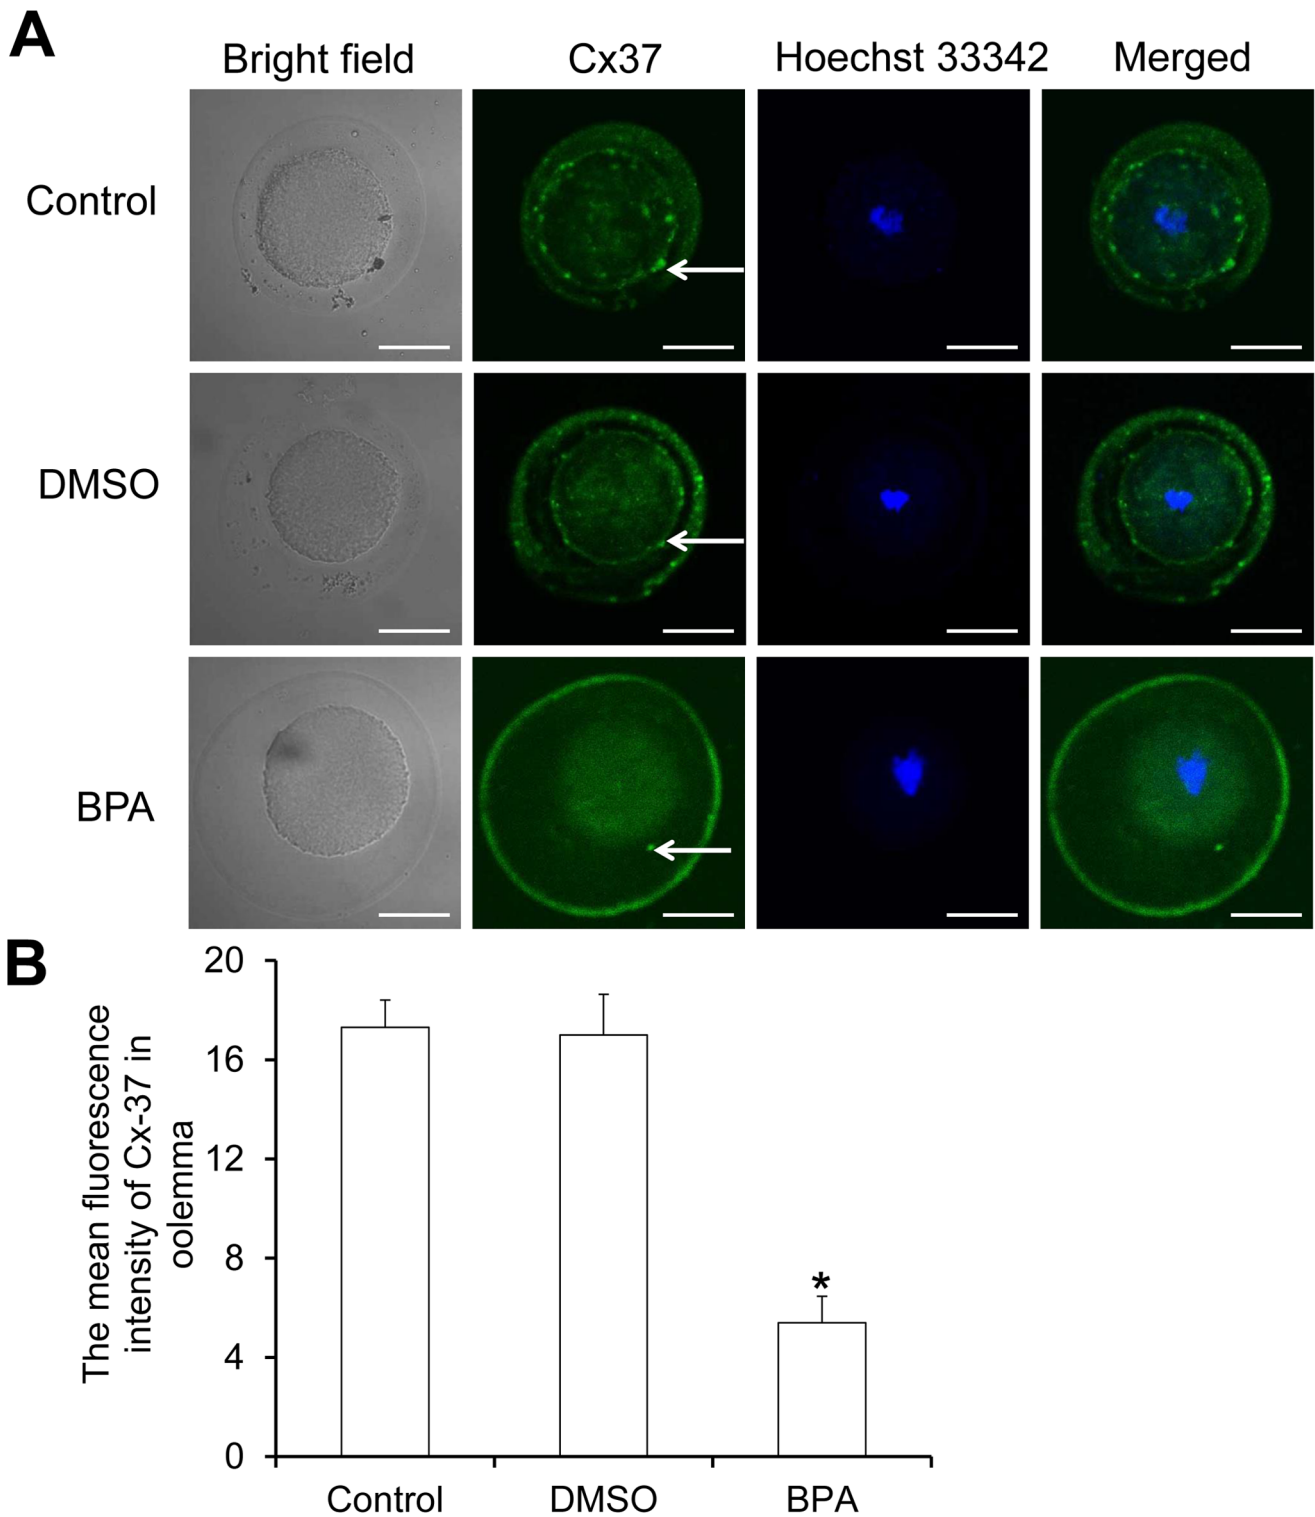 A
Bright field
Cx37
Hoechst 33342
Merged
Control
DMSO
BPA
B
The mean fluorescence
intensity of Cx-37 in
oolemma
20
16
12
8
4
0
*
Control
DMSO
BPA